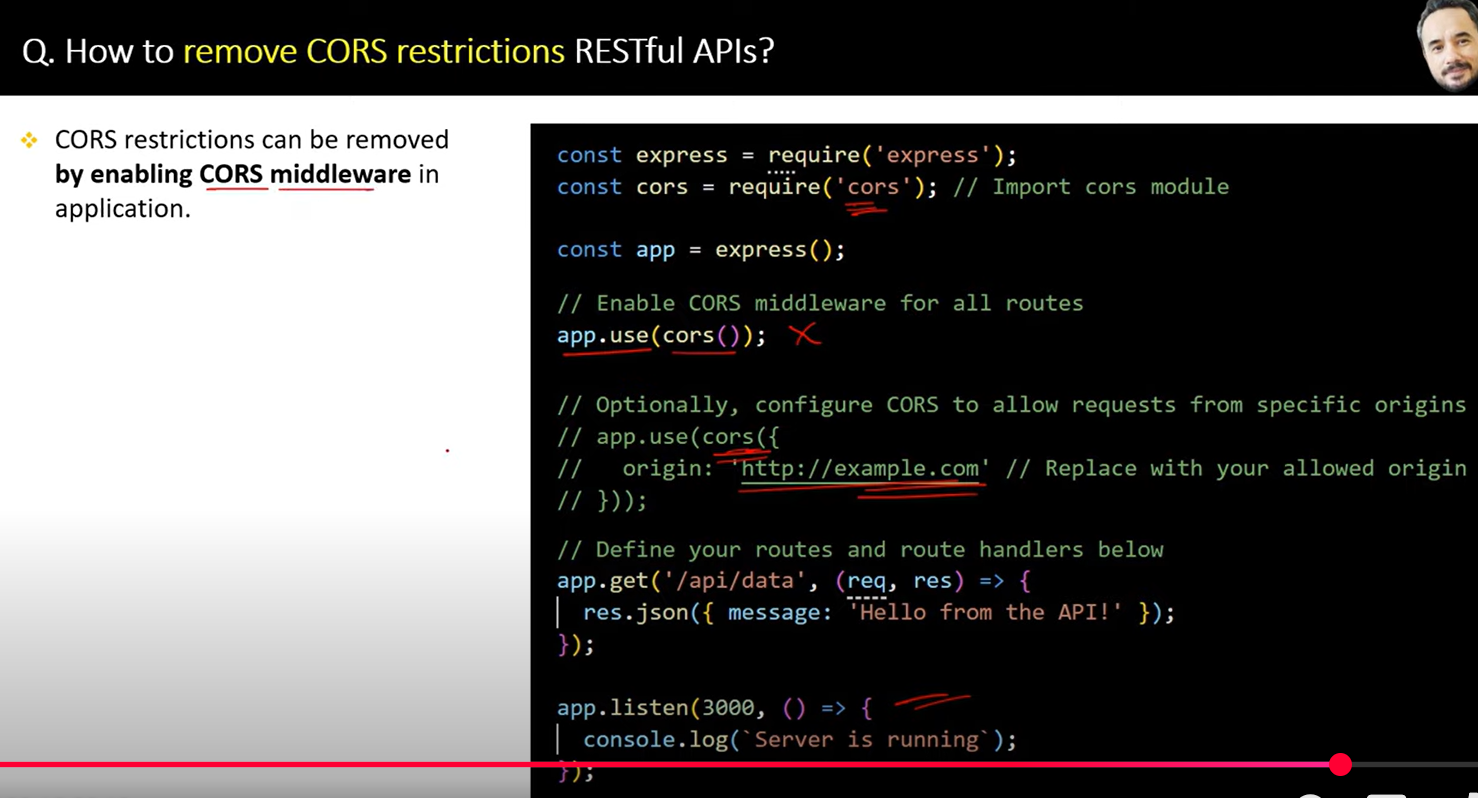 Q. How to remove CORS restrictions RESTful APIs?
CORS restrictions can be removed
by enabling CORS middleware in
application.
const express = require('express');
const cors = require('cors'); // Import cors module
const app = express();
// Enable CORS middleware for all routes
app.use(cors());
// Optionally, configure CORS to allow requests from specific origins
// app.use(cors({
//   origin: 'http://example.com' // Replace with your allowed origin
// }));
// Define your routes and route handlers below
app.get('/api/data', (req, res) => {
  res.json({ message: 'Hello from the API!' });
});
app.listen(3000, () => {
  console.log(`Server is running`);
});